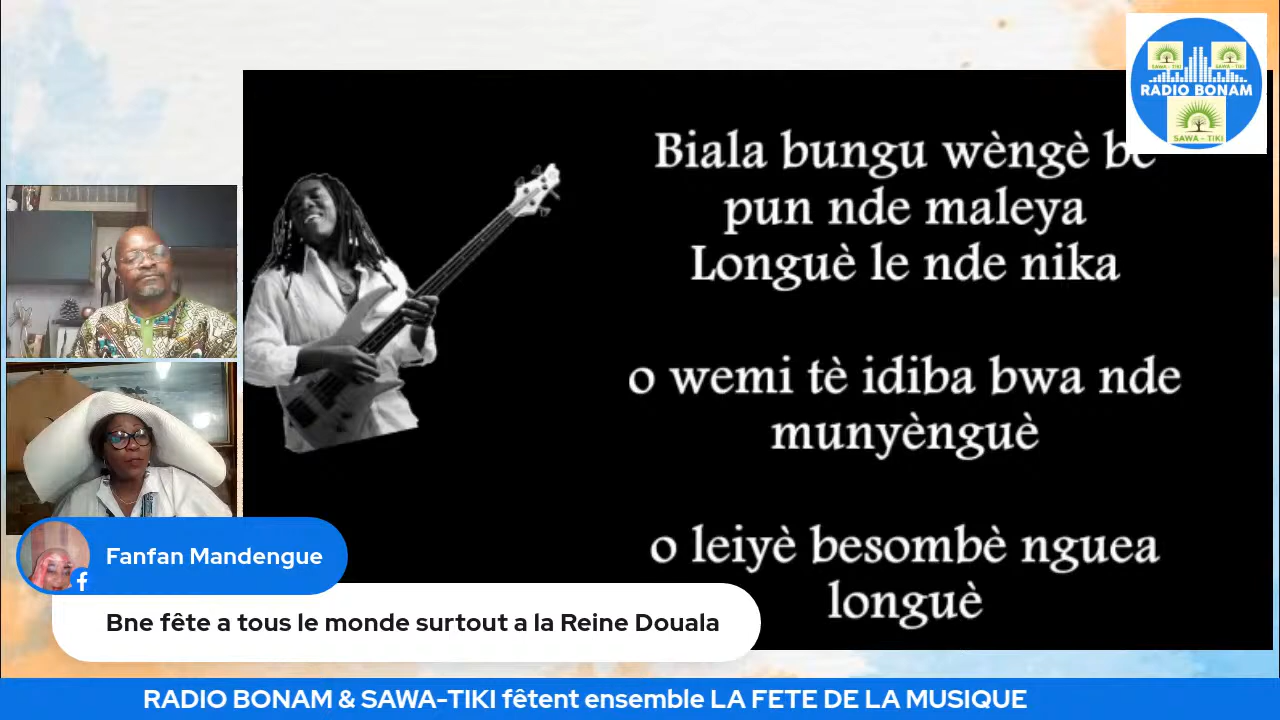 RADIO BONAM
SAWA - TIKI
SAWA - TIKI
SAWA - TIKI
Biala bungu wèngè
pun nde maleya
Longuè le nde nika
o wemi tè idiba bwa nde
munyènguè
o leiyè besombè nguea
longuè
Fanfan Mandengue
Bne fête a tous le monde surtout a la Reine Douala
RADIO BONAM & SAWA-TIKI fêtent ensemble LA FETE DE LA MUSIQUE